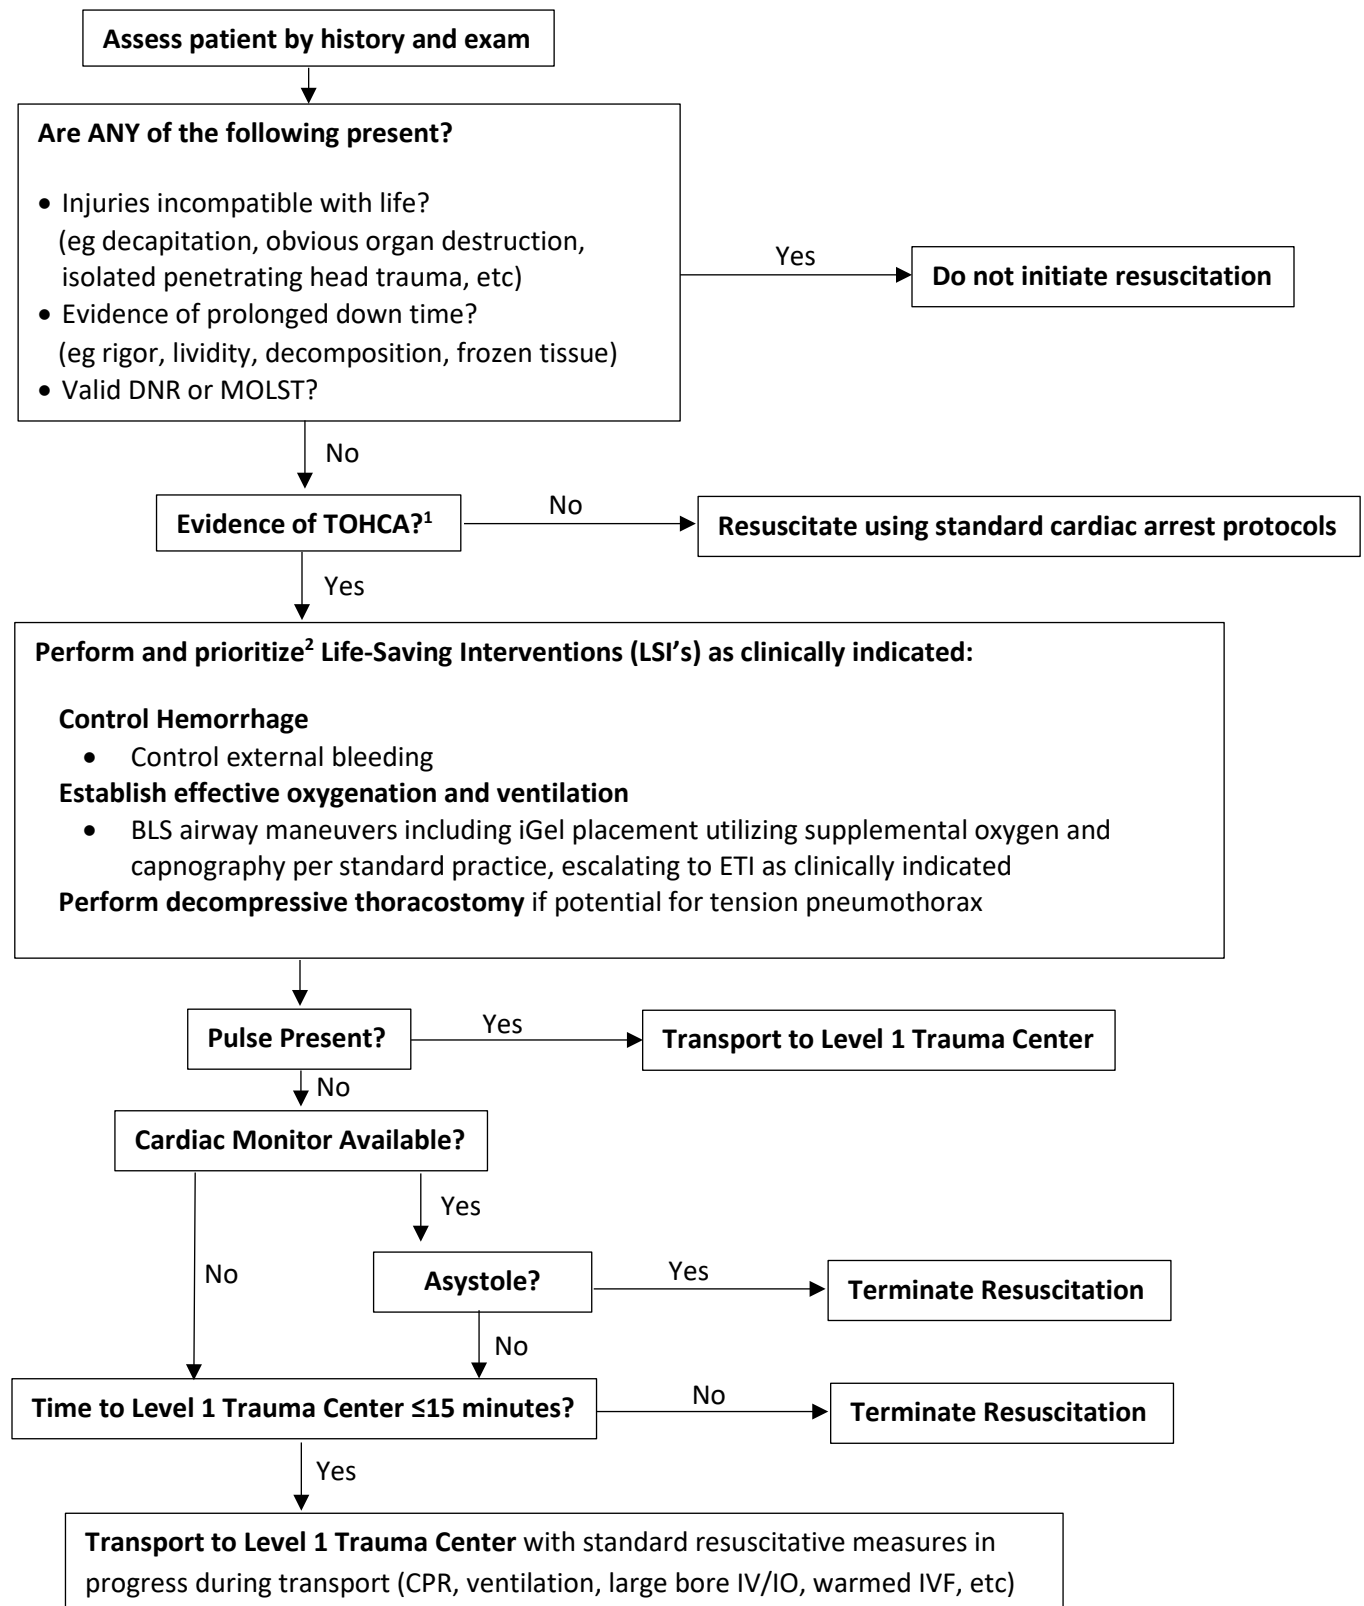 Assess patient by history and exam
Are ANY of the following present?
• Injuries incompatible with life?
(eg decapitation, obvious organ destruction,
isolated penetrating head trauma, etc)
• Evidence of prolonged down time?
(eg rigor, lividity, decomposition, frozen tissue)
• Valid DNR or MOLST?
Yes
Do not initiate resuscitation
No
Evidence of TOHCA?¹
No
Resuscitate using standard cardiac arrest protocols
Yes
Perform and prioritize² Life-Saving Interventions (LSI's) as clinically indicated:
Control Hemorrhage
• Control external bleeding
Establish effective oxygenation and ventilation
• BLS airway maneuvers including iGel placement utilizing supplemental oxygen and
capnography per standard practice, escalating to ETI as clinically indicated
Perform decompressive thoracostomy if potential for tension pneumothorax
Pulse Present?
Yes
Transport to Level 1 Trauma Center
No
Cardiac Monitor Available?
Yes
No
Asystole?
Yes
Terminate Resuscitation
No
Time to Level 1 Trauma Center ≤15 minutes?
No
Terminate Resuscitation
Yes
Transport to Level 1 Trauma Center with standard resuscitative measures in
progress during transport (CPR, ventilation, large bore IV/IO, warmed IVF, etc)